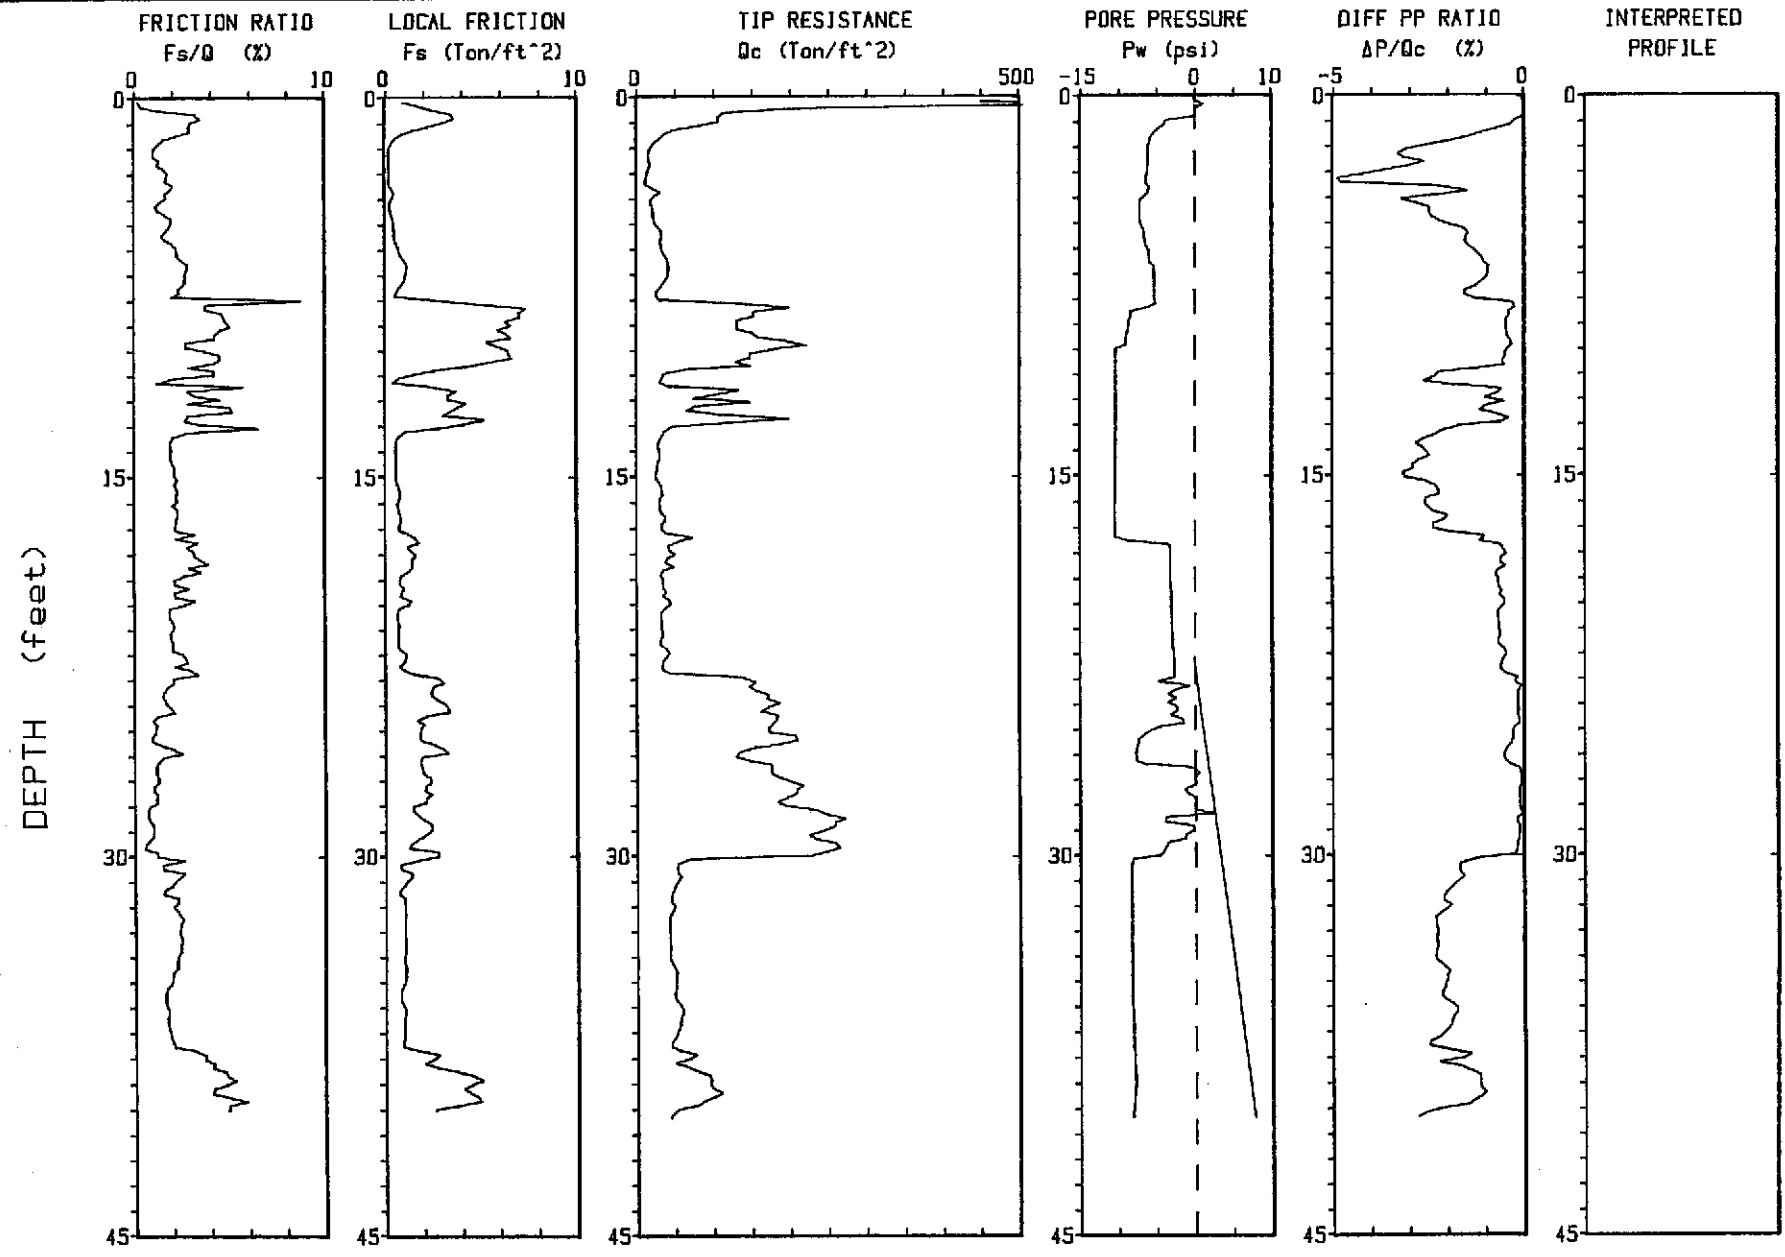 FRICTION RATIO
Fs/Q (%)
LOCAL FRICTION
Fs (Ton/ft^2)
TIP RESISTANCE
Qc (Ton/ft^2)
PORE PRESSURE
Pw (psi)
DIFF PP RATIO
ΔP/Qc (%)
INTERPRETED
PROFILE
0 10
0 10
0 500
-15 0 10
-5 0
0 0 0 0 0 0
15 15 15 15 15 15
DEPTH (feet)
30 30 30 30 30 30
45 45 45 45 45 45